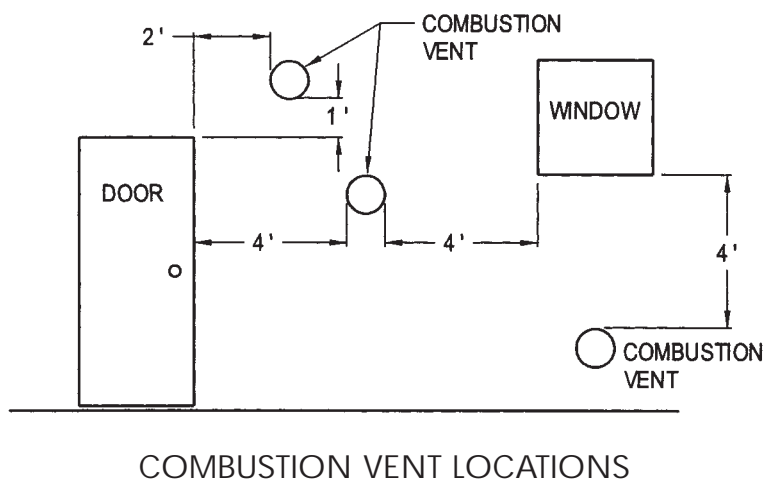 2'
COMBUSTION
VENT
1'
WINDOW
DOOR
4'
4'
4'
COMBUSTION
VENT
COMBUSTION VENT LOCATIONS